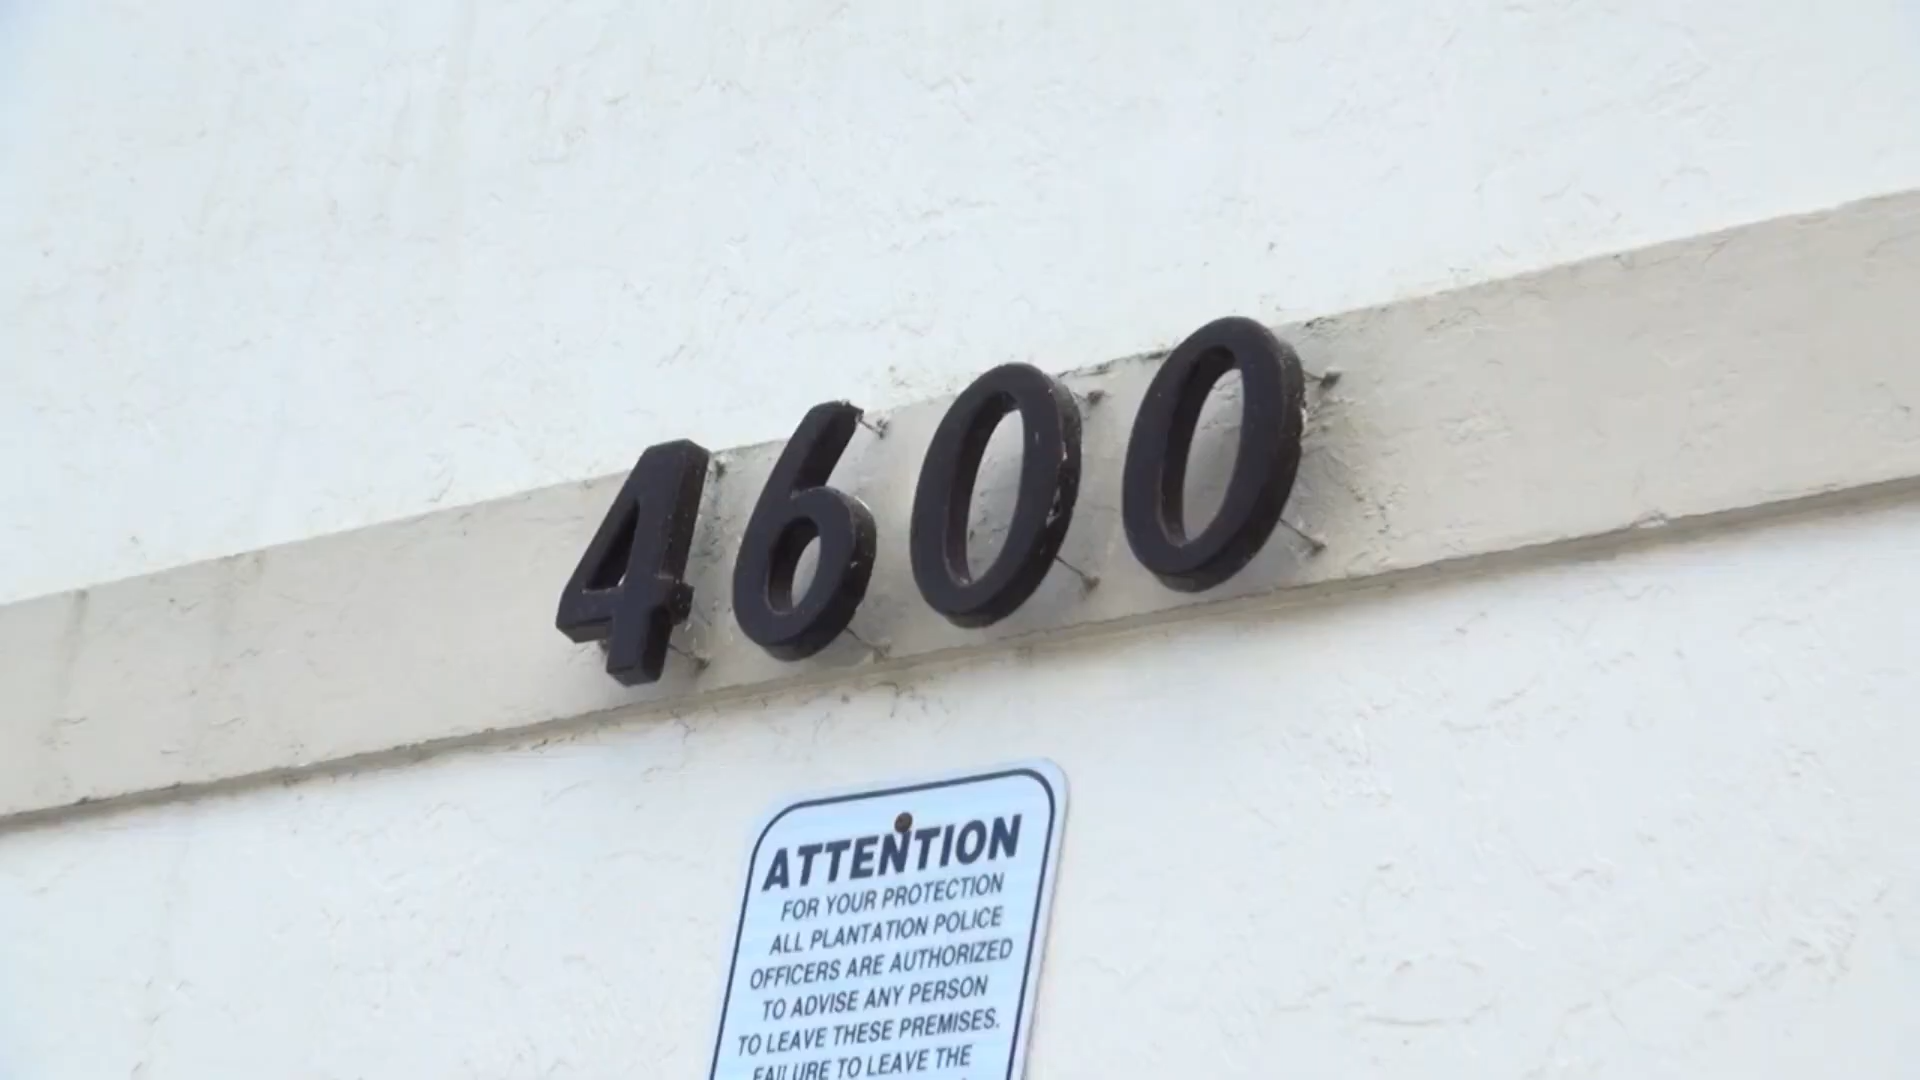 4600
ATTENTION
FOR YOUR PROTECTION
ALL PLANTATION POLICE
OFFICERS ARE AUTHORIZED
TO ADVISE ANY PERSON
TO LEAVE THESE PREMISES.
FAILURE TO LEAVE THE